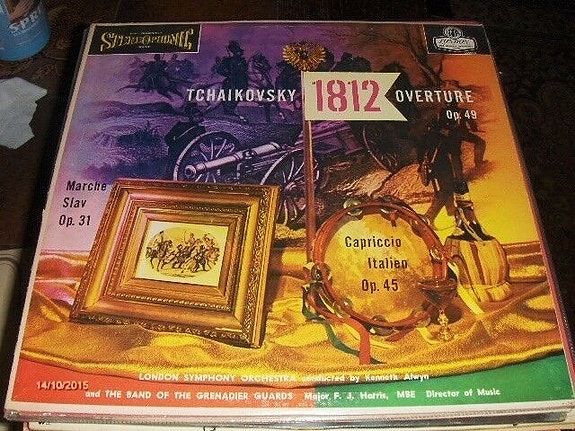 STEREOPHONIC
LONDON
TCHAIKOVSKY 1812 OVERTURE
Op. 49
Marche
Slav
Op. 31
Capriccio
Italien
Op. 45
14/10/2015
LONDON SYMPHONY ORCHESTRA conducted by Kenneth Alwyn
and THE BAND OF THE GRENADIER GUARDS Major F. J. Harris, MBE Director of Music